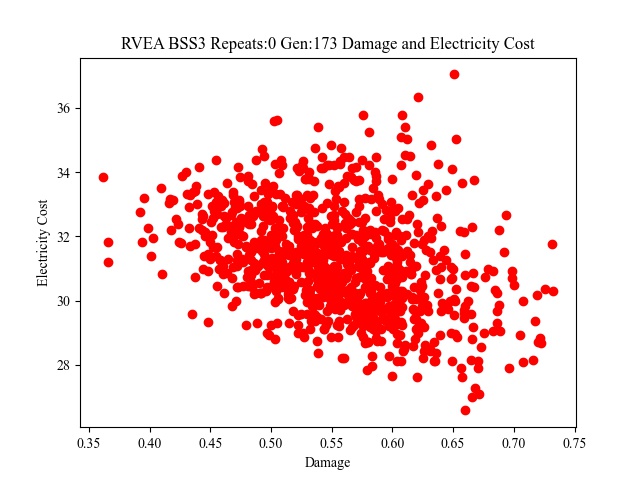 RVEA BSS3 Repeats:0 Gen:173 Damage and Electricity Cost
36
34
32
30
28
Electricity Cost
0.35 0.40 0.45 0.50 0.55 0.60 0.65 0.70 0.75
Damage